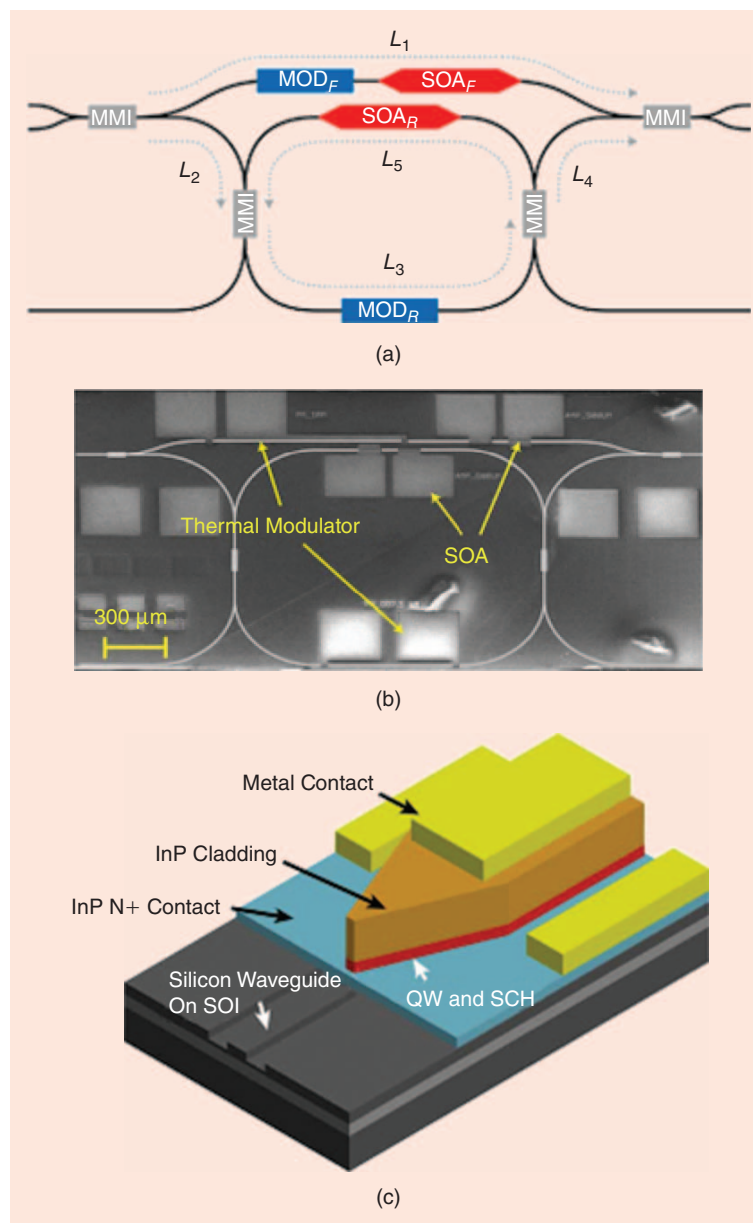 L1
MODF
SOAF
MMI
MMI
SOAR
L2
L5
L4
MMI
MMI
L3
MODR
(a)
Thermal Modulator
SOA
300 μm
(b)
Metal Contact
InP Cladding
InP N+ Contact
Silicon Waveguide
On SOI
QW and SCH
(c)